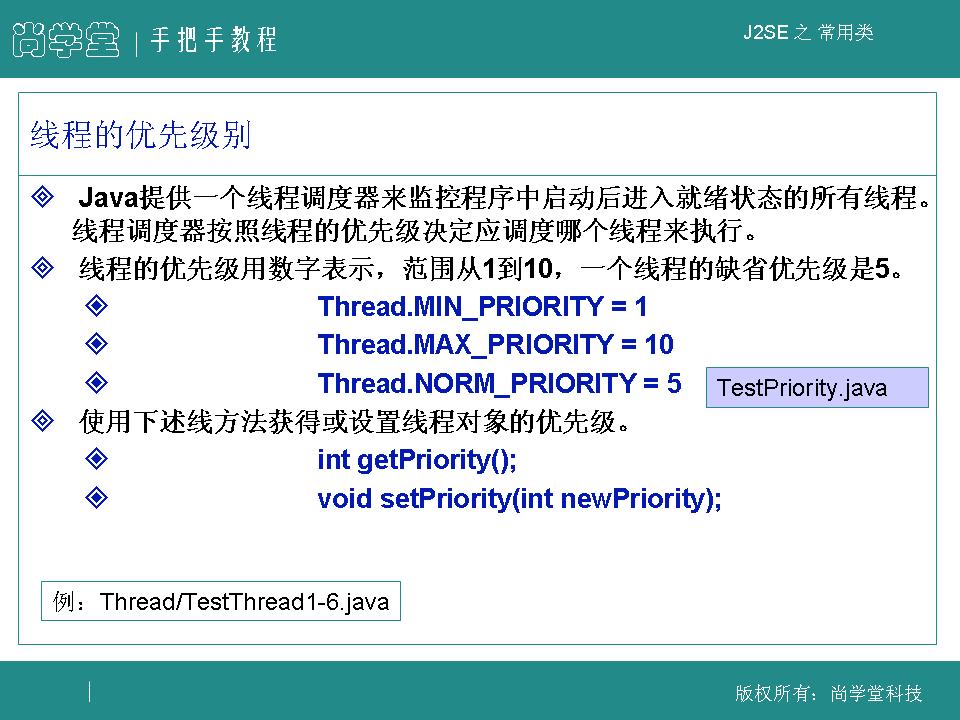 尚学堂 | 手把手教程
J2SE 之 常用类
线程的优先级别
Java提供一个线程调度器来监控程序中启动后进入就绪状态的所有线程。
线程调度器按照线程的优先级决定应调度哪个线程来执行。
线程的优先级用数字表示，范围从1到10，一个线程的缺省优先级是5。
Thread.MIN_PRIORITY = 1
Thread.MAX_PRIORITY = 10
Thread.NORM_PRIORITY = 5
TestPriority.java
使用下述线方法获得或设置线程对象的优先级。
int getPriority();
void setPriority(int newPriority);
例：Thread/TestThread1-6.java
版权所有：尚学堂科技